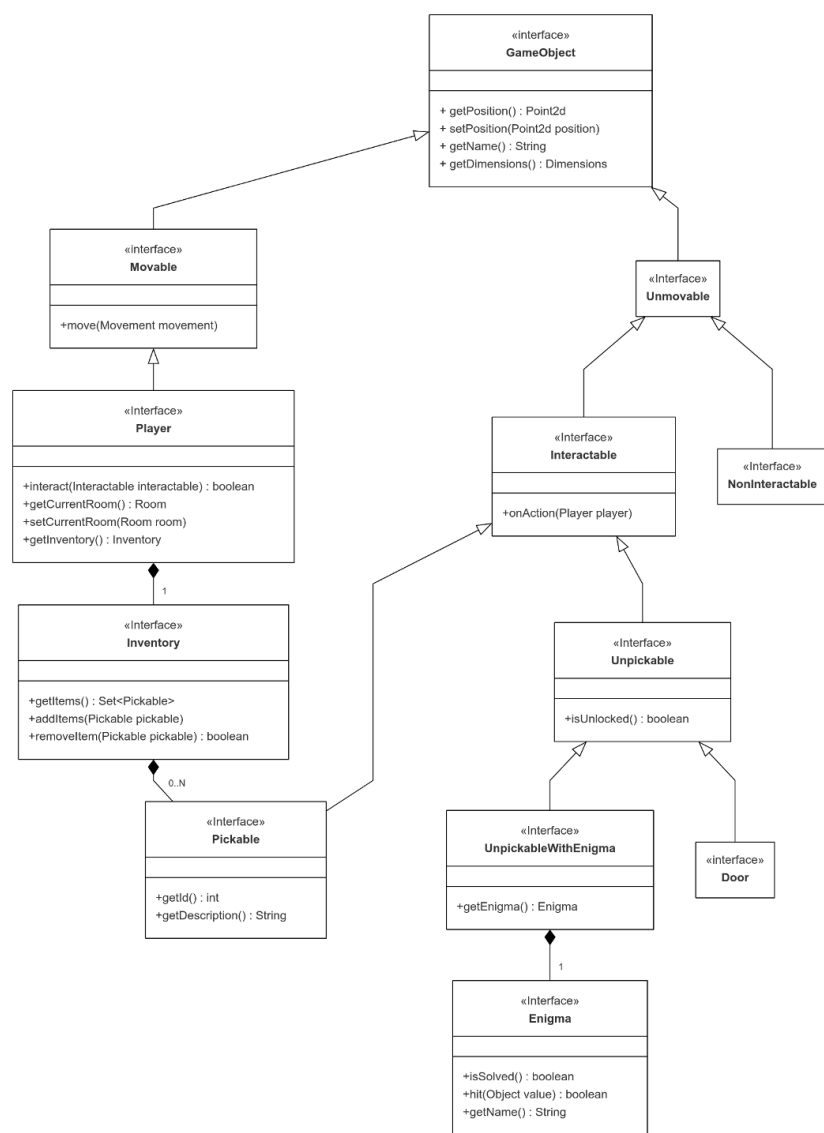 «interface»
GameObject
+ getPosition() : Point2d
+ setPosition(Point2d position)
+ getName() : String
+ getDimensions() : Dimensions
«interface»
Movable
+move(Movement movement)
«Interface»
Unmovable
«Interface»
Player
+interact(Interactable interactable) : boolean
+getCurrentRoom() : Room
+setCurrentRoom(Room room)
+getInventory() : Inventory
1
«Interface»
Interactable
+onAction(Player player)
«Interface»
NonInteractable
«Interface»
Inventory
+getItems() : Set<Pickable>
+addItems(Pickable pickable)
+removeItem(Pickable pickable) : boolean
0..N
«Interface»
Unpickable
+isUnlocked() : boolean
«Interface»
Pickable
+getId() : int
+getDescription() : String
«Interface»
UnpickableWithEnigma
+getEnigma() : Enigma
1
«interface»
Door
«Interface»
Enigma
+isSolved() : boolean
+hit(Object value) : boolean
+getName() : String